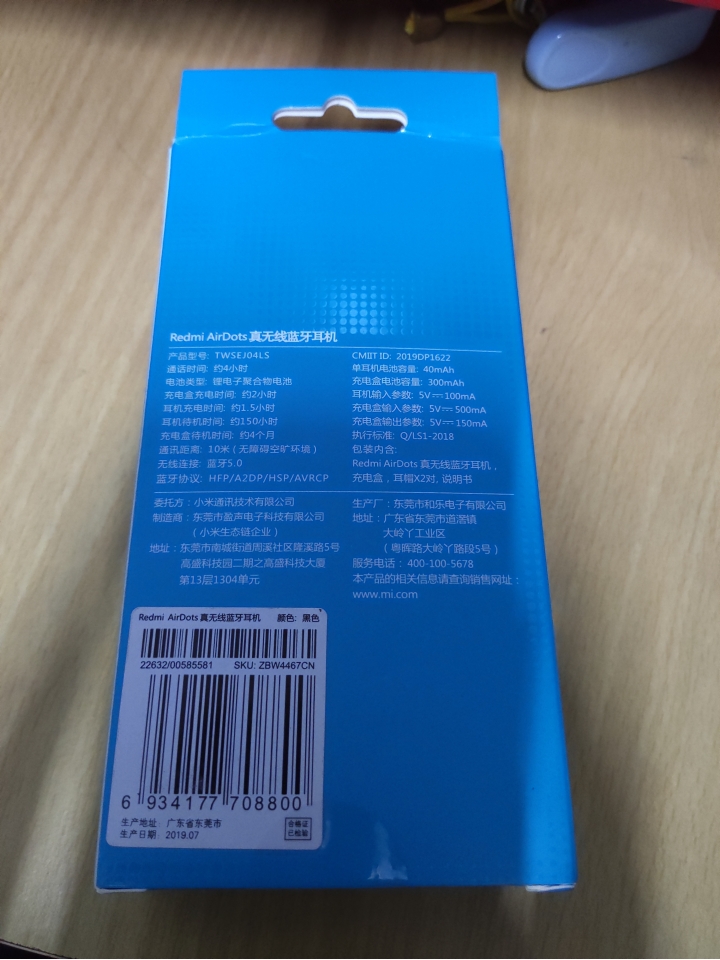 Redmi AirDots 真无线蓝牙耳机
产品型号: TWSEJ04LS
通话时间: 约4小时
电池类型: 锂电子聚合物电池
充电盒充电时间: 约2小时
耳机充电时间: 约1.5小时
耳机待机时间: 约150小时
充电盒待机时间: 约4个月
通讯距离: 10米 (无障碍空旷环境)
无线连接: 蓝牙5.0
蓝牙协议: HFP/A2DP/HSP/AVRCP
CMIIT ID: 2019DP1622
单耳机电池容量: 40mAh
充电盒电池容量: 300mAh
耳机输入参数: 5V⎓100mA
充电盒输入参数: 5V⎓500mA
充电盒输出参数: 5V⎓150mA
执行标准: Q/LS1-2018
包装内含:
Redmi AirDots 真无线蓝牙耳机,
充电盒, 耳帽X2对, 说明书
委托方: 小米通讯技术有限公司
制造商: 东莞市盈声电子科技有限公司
(小米生态链企业)
地址: 东莞市南城街道周溪社区隆溪路5号
高盛科技园二期之高盛科技大厦
第13层1304单元
生产厂: 东莞市和乐电子有限公司
地址: 广东省东莞市道滘镇
大岭丫工业区
(粤晖路大岭丫路段5号)
服务电话: 400-100-5678
本产品的相关信息请查询销售网址:
www.mi.com
Redmi AirDots 真无线蓝牙耳机 颜色: 黑色
22632/00585581 SKU: ZBW4467CN
6 934177 708800
生产地址: 广东省东莞市
生产日期: 2019.07
合格证
已检验